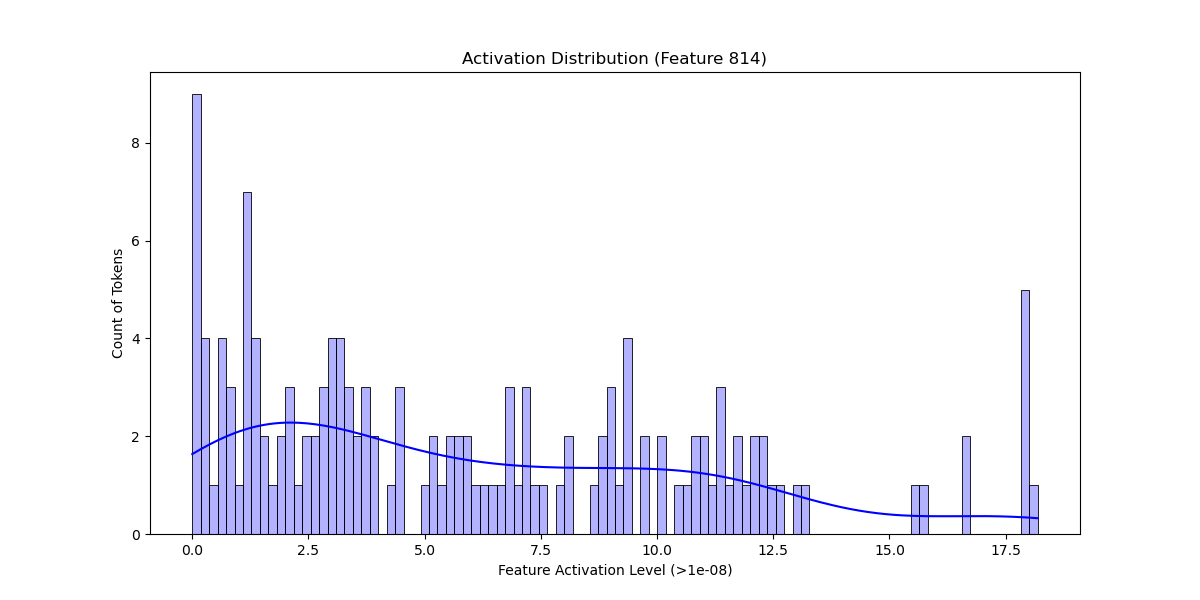 Activation Distribution (Feature 814)
Count of Tokens
8
6
4
2
0
0.0 2.5 5.0 7.5 10.0 12.5 15.0 17.5
Feature Activation Level (>1e-08)